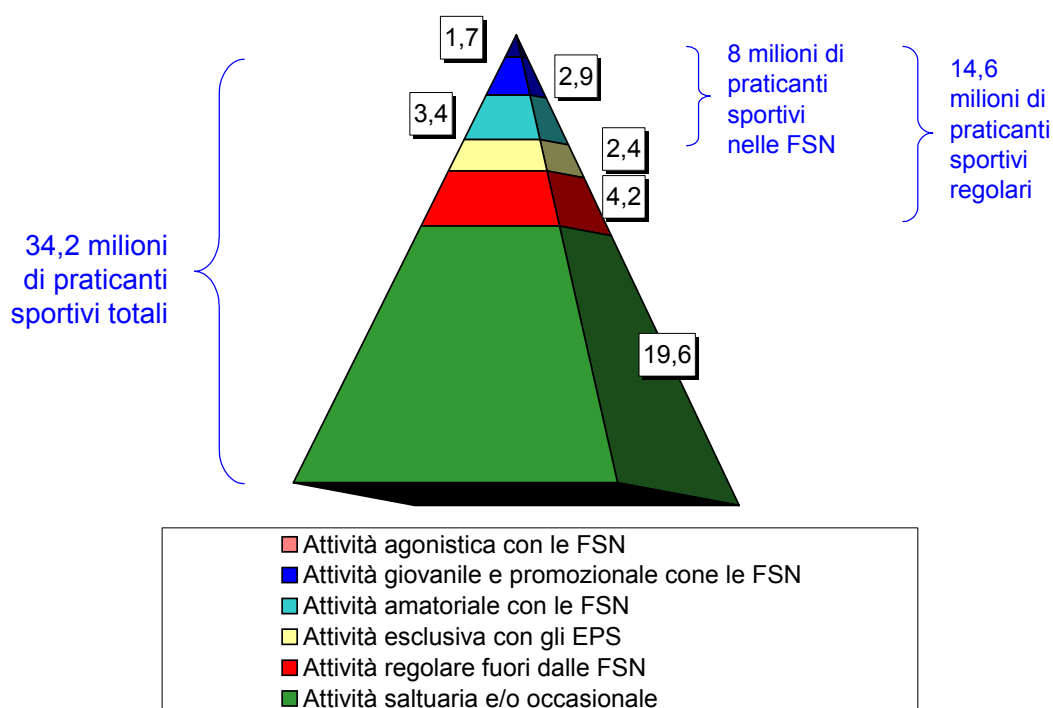 1,7
2,9
3,4
2,4
4,2
19,6
8 milioni di
praticanti
sportivi
nelle FSN
14,6
milioni di
praticanti
sportivi
regolari
34,2 milioni
di praticanti
sportivi totali
Attività agonistica con le FSN
Attività giovanile e promozionale cone le FSN
Attività amatoriale con le FSN
Attività esclusiva con gli EPS
Attività regolare fuori dalle FSN
Attività saltuaria e/o occasionale